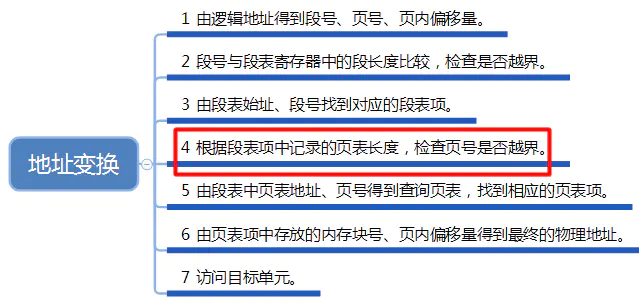 地址变换
1 由逻辑地址得到段号、页号、页内偏移量。
2 段号与段表寄存器中的段长度比较，检查是否越界。
3 由段表始址、段号找到对应的段表项。
4 根据段表项中记录的页表长度，检查页号是否越界。
5 由段表中页表地址、页号得到查询页表，找到相应的页表项。
6 由页表项中存放的内存块号、页内偏移量得到最终的物理地址。
7 访问目标单元。